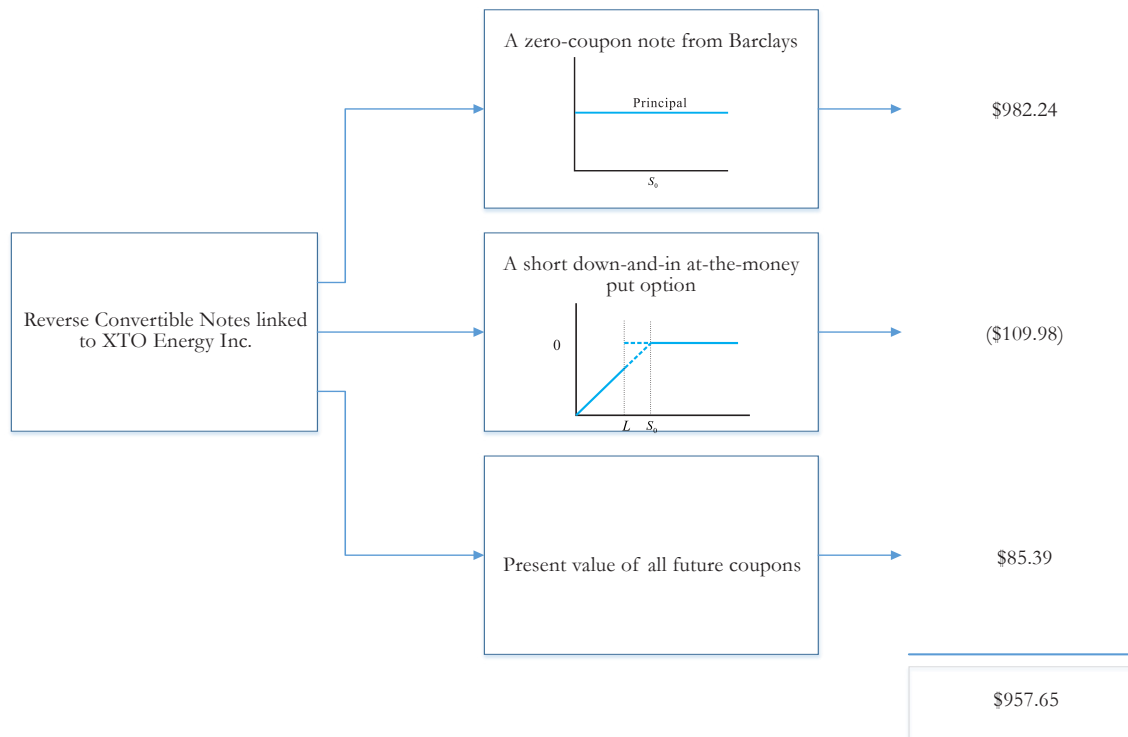 A zero-coupon note from Barclays
Principal
S₀
$982.24
Reverse Convertible Notes linked
to XTO Energy Inc.
A short down-and-in at-the-money
put option
0
L S₀
($109.98)
Present value of all future coupons
$85.39
$957.65